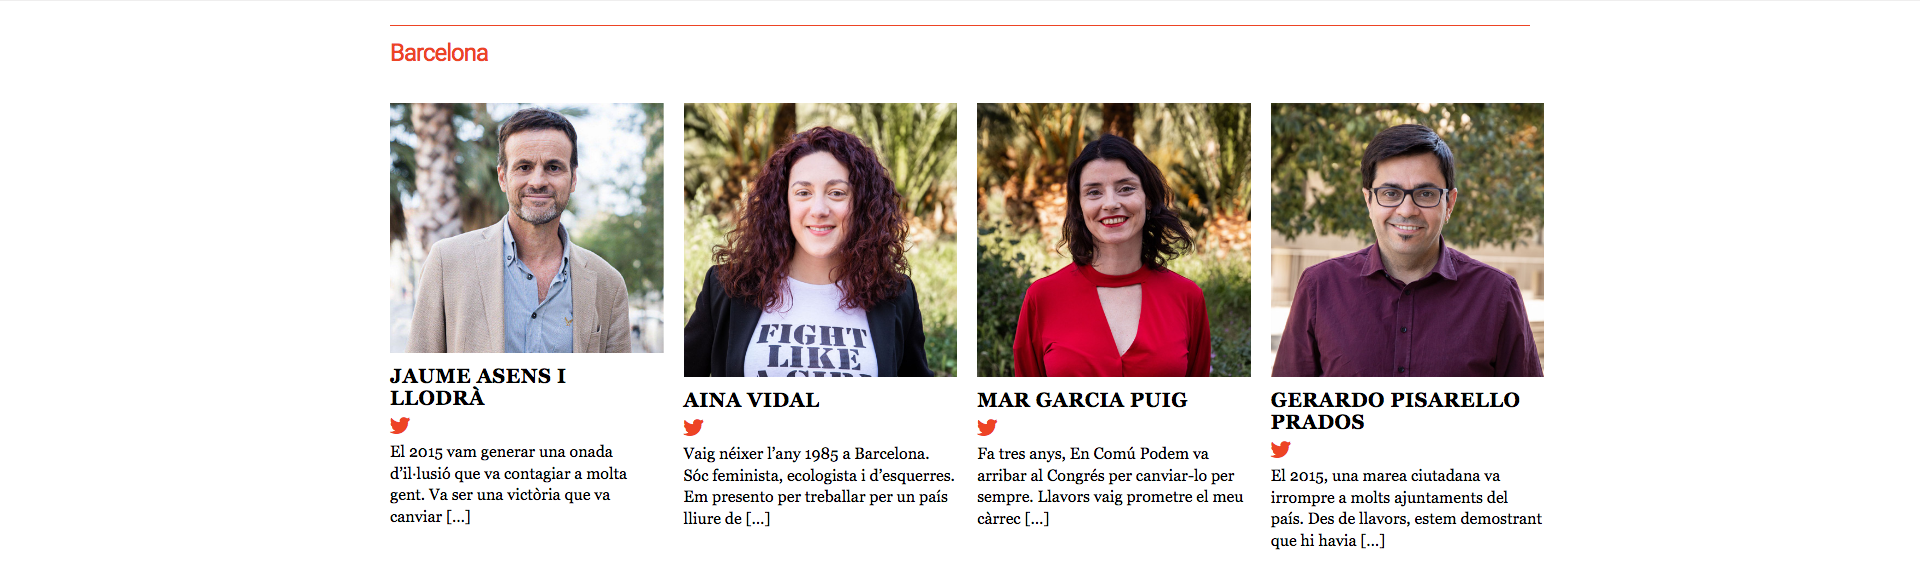 Barcelona
FIGHT
LIKE
A GIRL
JAUME ASENS I
LLODRÀ
El 2015 vam generar una onada
d’il·lusió que va contagiar a molta
gent. Va ser una victòria que va
canviar [...]
AINA VIDAL
Vaig néixer l’any 1985 a Barcelona.
Sóc feminista, ecologista i d’esquerres.
Em presento per treballar per un país
lliure de [...]
MAR GARCIA PUIG
Fa tres anys, En Comú Podem va
arribar al Congrés per canviar-lo per
sempre. Llavors vaig prometre el meu
càrrec [...]
GERARDO PISARELLO
PRADOS
El 2015, una marea ciutadana va
irrompre a molts ajuntaments del
país. Des de llavors, estem demostrant
que hi havia [...]